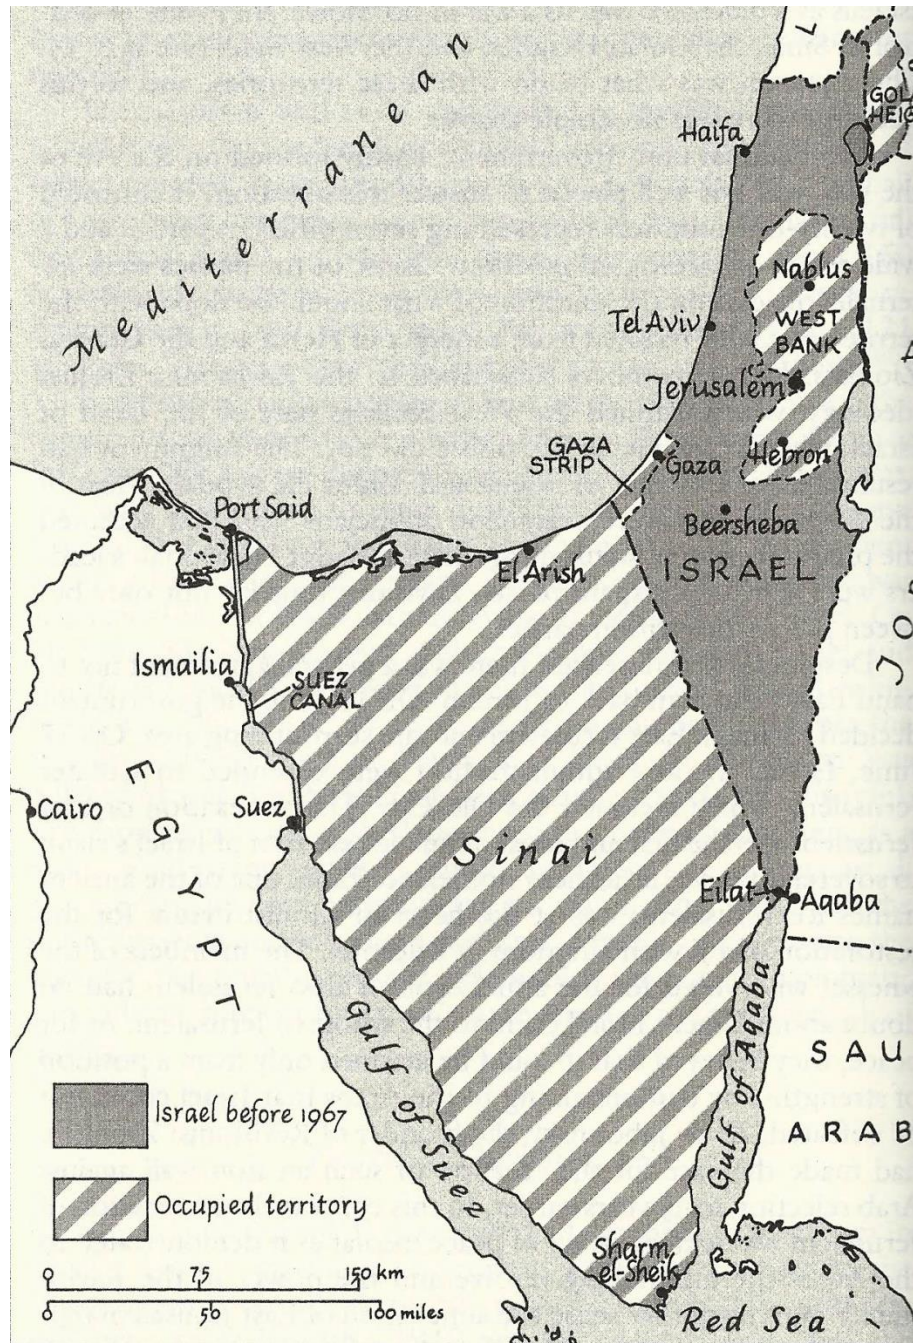 Mediterranean
L
GOLA
HEIG
Haifa
Nablus
Tel Aviv
WEST
BANK
Jerusalem
GAZA
STRIP
Gaza
Hebron
Port Said
Beersheba
El Arish
ISRAEL
Ismailia
SUEZ
CANAL
JO
EGYPT
Cairo
Suez
Sinai
Eilat
Aqaba
Gulf of Suez
Gulf of Aqaba
SAU
ARAB
Israel before 1967
Occupied territory
Sharm
el-Sheik
0 75 150 km
0 50 100 miles
Red Sea